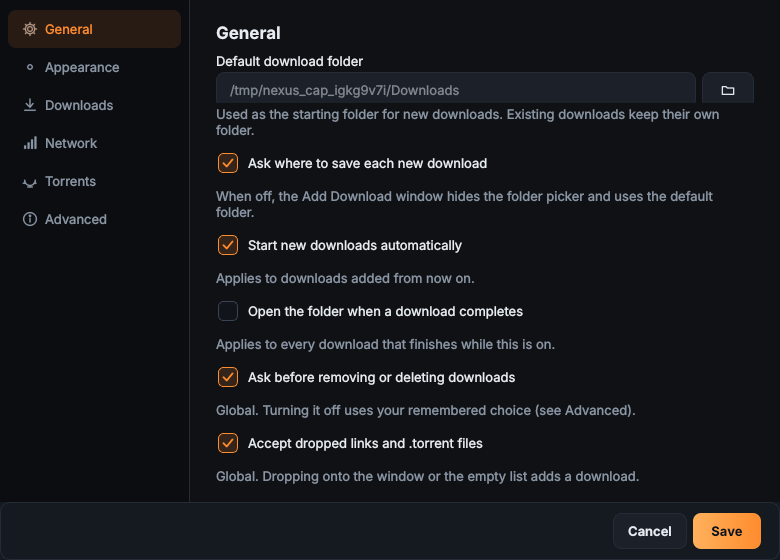 General
Appearance
Downloads
Network
Torrents
Advanced
General
Default download folder
/tmp/nexus_cap_igkg9v7i/Downloads
Used as the starting folder for new downloads. Existing downloads keep their own
folder.
Ask where to save each new download
When off, the Add Download window hides the folder picker and uses the default
folder.
Start new downloads automatically
Applies to downloads added from now on.
Open the folder when a download completes
Applies to every download that finishes while this is on.
Ask before removing or deleting downloads
Global. Turning it off uses your remembered choice (see Advanced).
Accept dropped links and .torrent files
Global. Dropping onto the window or the empty list adds a download.
Cancel
Save